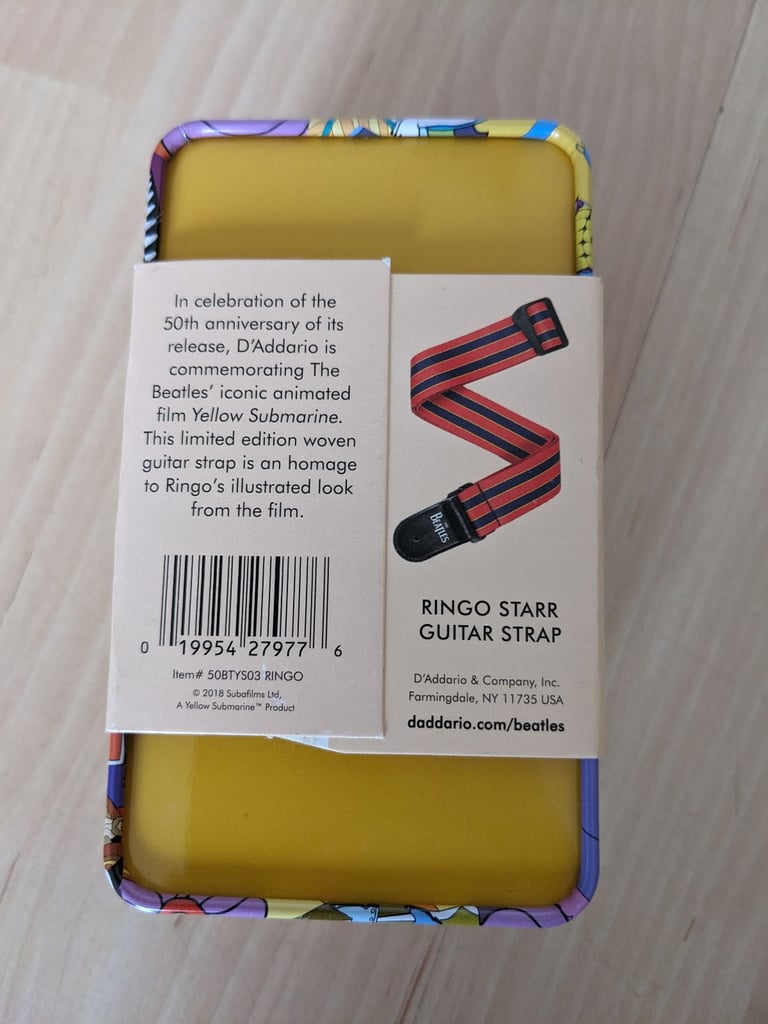 In celebration of the
50th anniversary of its
release, D'Addario is
commemorating The
Beatles' iconic animated
film Yellow Submarine.
This limited edition woven
guitar strap is an homage
to Ringo's illustrated look
from the film.
0 19954 27977 6
Item# 50BTYS03 RINGO
© 2018 Subafilms Ltd,
A Yellow Submarine™ Product
THE BEATLES
RINGO STARR
GUITAR STRAP
D'Addario & Company, Inc.
Farmingdale, NY 11735 USA
daddario.com/beatles